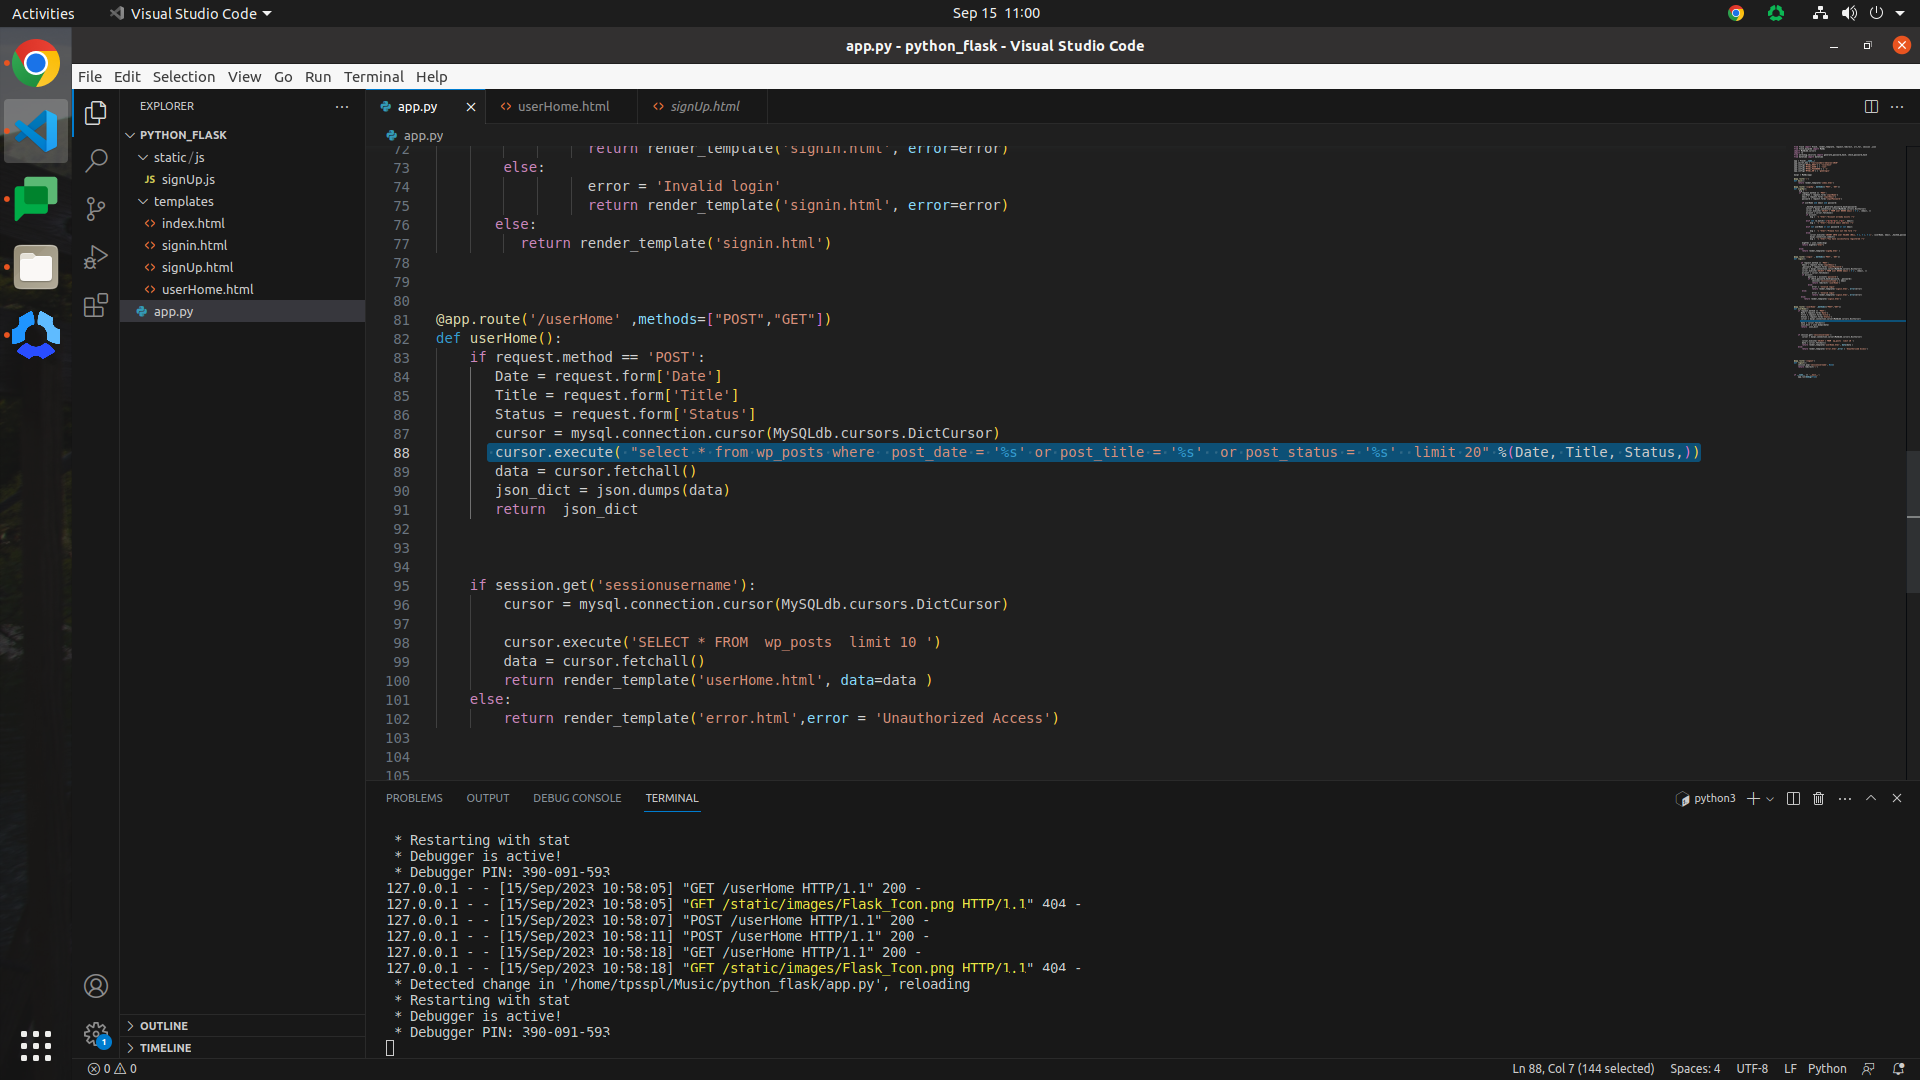 Activities
Visual Studio Code
Sep 15 11:00
app.py - python_flask - Visual Studio Code
File Edit Selection View Go Run Terminal Help
EXPLORER
PYTHON_FLASK
static/js
JS signUp.js
templates
<> index.html
<> signin.html
<> signUp.html
<> userHome.html
app.py
OUTLINE
TIMELINE
app.py
<> userHome.html
<> signUp.html
app.py
72 return render_template('signin.html', error=error)
73 else:
74 error = 'Invalid login'
75 return render_template('signin.html', error=error)
76 else:
77 return render_template('signin.html')
78
79
80
81 @app.route('/userHome' ,methods=["POST","GET"])
82 def userHome():
83 if request.method == 'POST':
84 Date = request.form['Date']
85 Title = request.form['Title']
86 Status = request.form['Status']
87 cursor = mysql.connection.cursor(MySQLdb.cursors.DictCursor)
88 cursor.execute( "select * from wp_posts where  post_date = '%s' or post_title = '%s'  or post_status = '%s'  limit 20" %(Date, Title, Status,))
89 data = cursor.fetchall()
90 json_dict = json.dumps(data)
91 return  json_dict
92
93
94
95 if session.get('sessionusername'):
96 cursor = mysql.connection.cursor(MySQLdb.cursors.DictCursor)
97
98 cursor.execute('SELECT * FROM  wp_posts  limit 10 ')
99 data = cursor.fetchall()
100 return render_template('userHome.html', data=data )
101 else:
102 return render_template('error.html',error = 'Unauthorized Access')
103
104
105
PROBLEMS OUTPUT DEBUG CONSOLE TERMINAL
python3
* Restarting with stat
* Debugger is active!
* Debugger PIN: 390-091-593
127.0.0.1 - - [15/Sep/2023 10:58:05] "GET /userHome HTTP/1.1" 200 -
127.0.0.1 - - [15/Sep/2023 10:58:05] "GET /static/images/Flask_Icon.png HTTP/1.1" 404 -
127.0.0.1 - - [15/Sep/2023 10:58:07] "POST /userHome HTTP/1.1" 200 -
127.0.0.1 - - [15/Sep/2023 10:58:11] "POST /userHome HTTP/1.1" 200 -
127.0.0.1 - - [15/Sep/2023 10:58:18] "GET /userHome HTTP/1.1" 200 -
127.0.0.1 - - [15/Sep/2023 10:58:18] "GET /static/images/Flask_Icon.png HTTP/1.1" 404 -
* Detected change in '/home/tpsspl/Music/python_flask/app.py', reloading
* Restarting with stat
* Debugger is active!
* Debugger PIN: 390-091-593
1
0 0
Ln 88, Col 7 (144 selected) Spaces: 4 UTF-8 LF Python